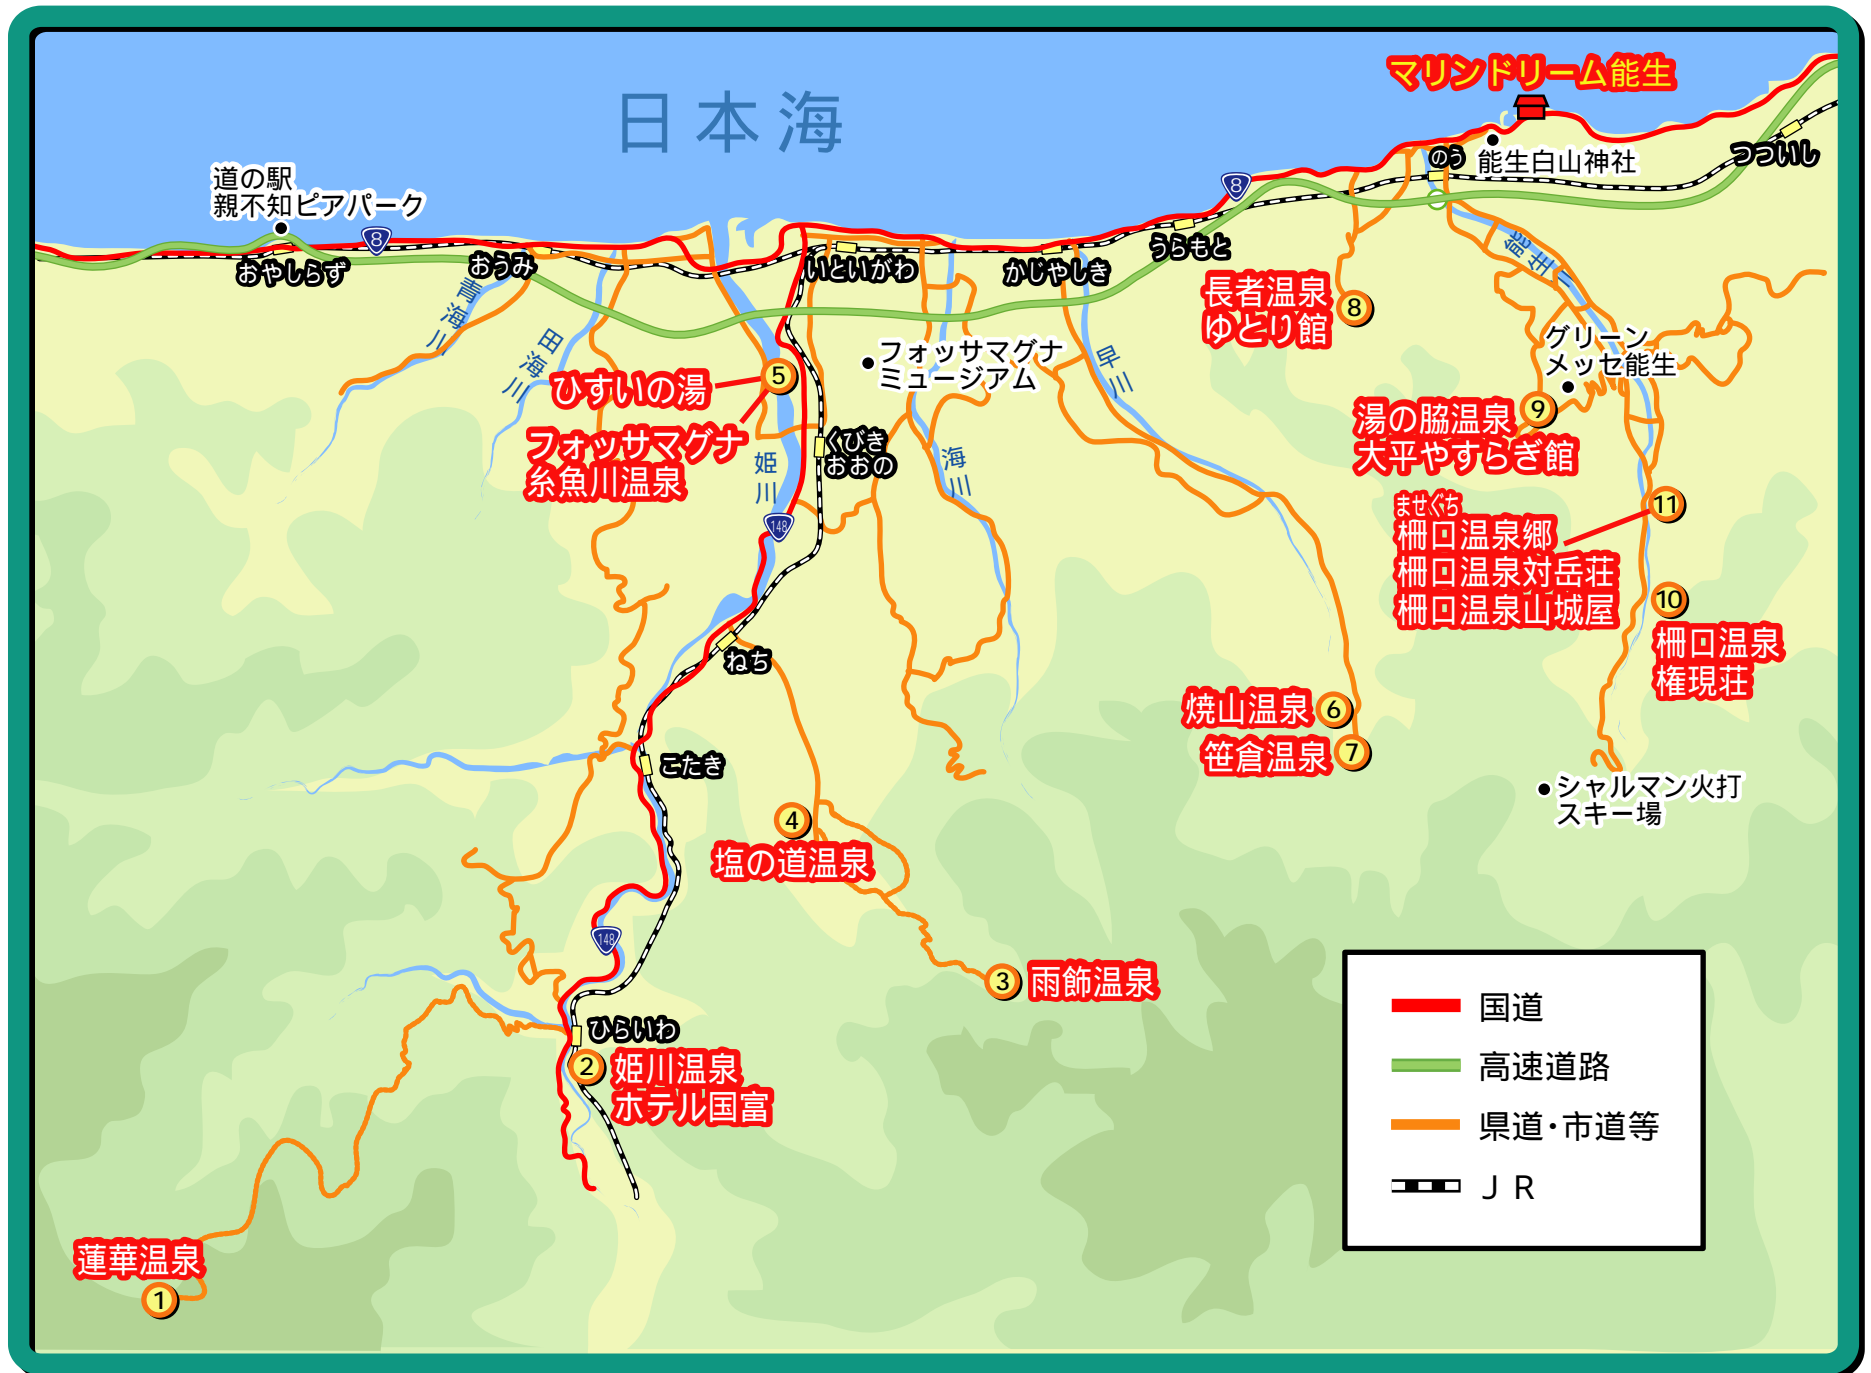 日本海
マリンドリーム能生
道の駅
親不知ピアパーク
8
8
のう
能生白山神社
つついし
おやしらず
おうみ
いといがわ
かじやしき
うらもと
青海川
田海川
姫川
海川
早川
長者温泉
ゆとり館
8
グリーン
メッセ能生
フォッサマグナ
ミュージアム
ひすいの湯
5
フォッサマグナ
糸魚川温泉
くびき
おおの
湯の脇温泉
大平やすらぎ館
9
148
ませぐち
柵口温泉郷
柵口温泉対岳荘
柵口温泉山城屋
11
10
柵口温泉
権現荘
ねち
焼山温泉
6
笹倉温泉
7
こたき
シャルマン火打
スキー場
4
塩の道温泉
148
3
雨飾温泉
ひらいわ
2
姫川温泉
ホテル国富
蓮華温泉
1
国道
高速道路
県道・市道等
JR